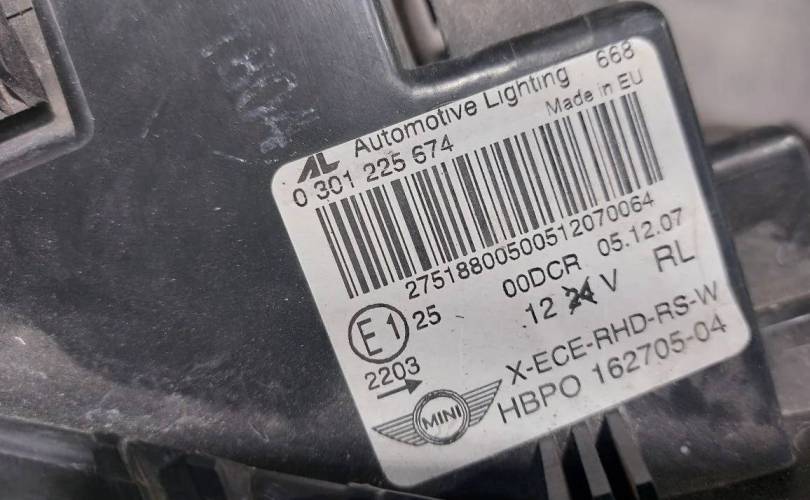 AL Automotive Lighting 668
0 301 225 674 Made in EU
27518800500512070064
00DCR 05.12.07
E1 25 12 24 V RL
2203
X-ECE-RHD-RS-W
MINI HBPO 162705-04